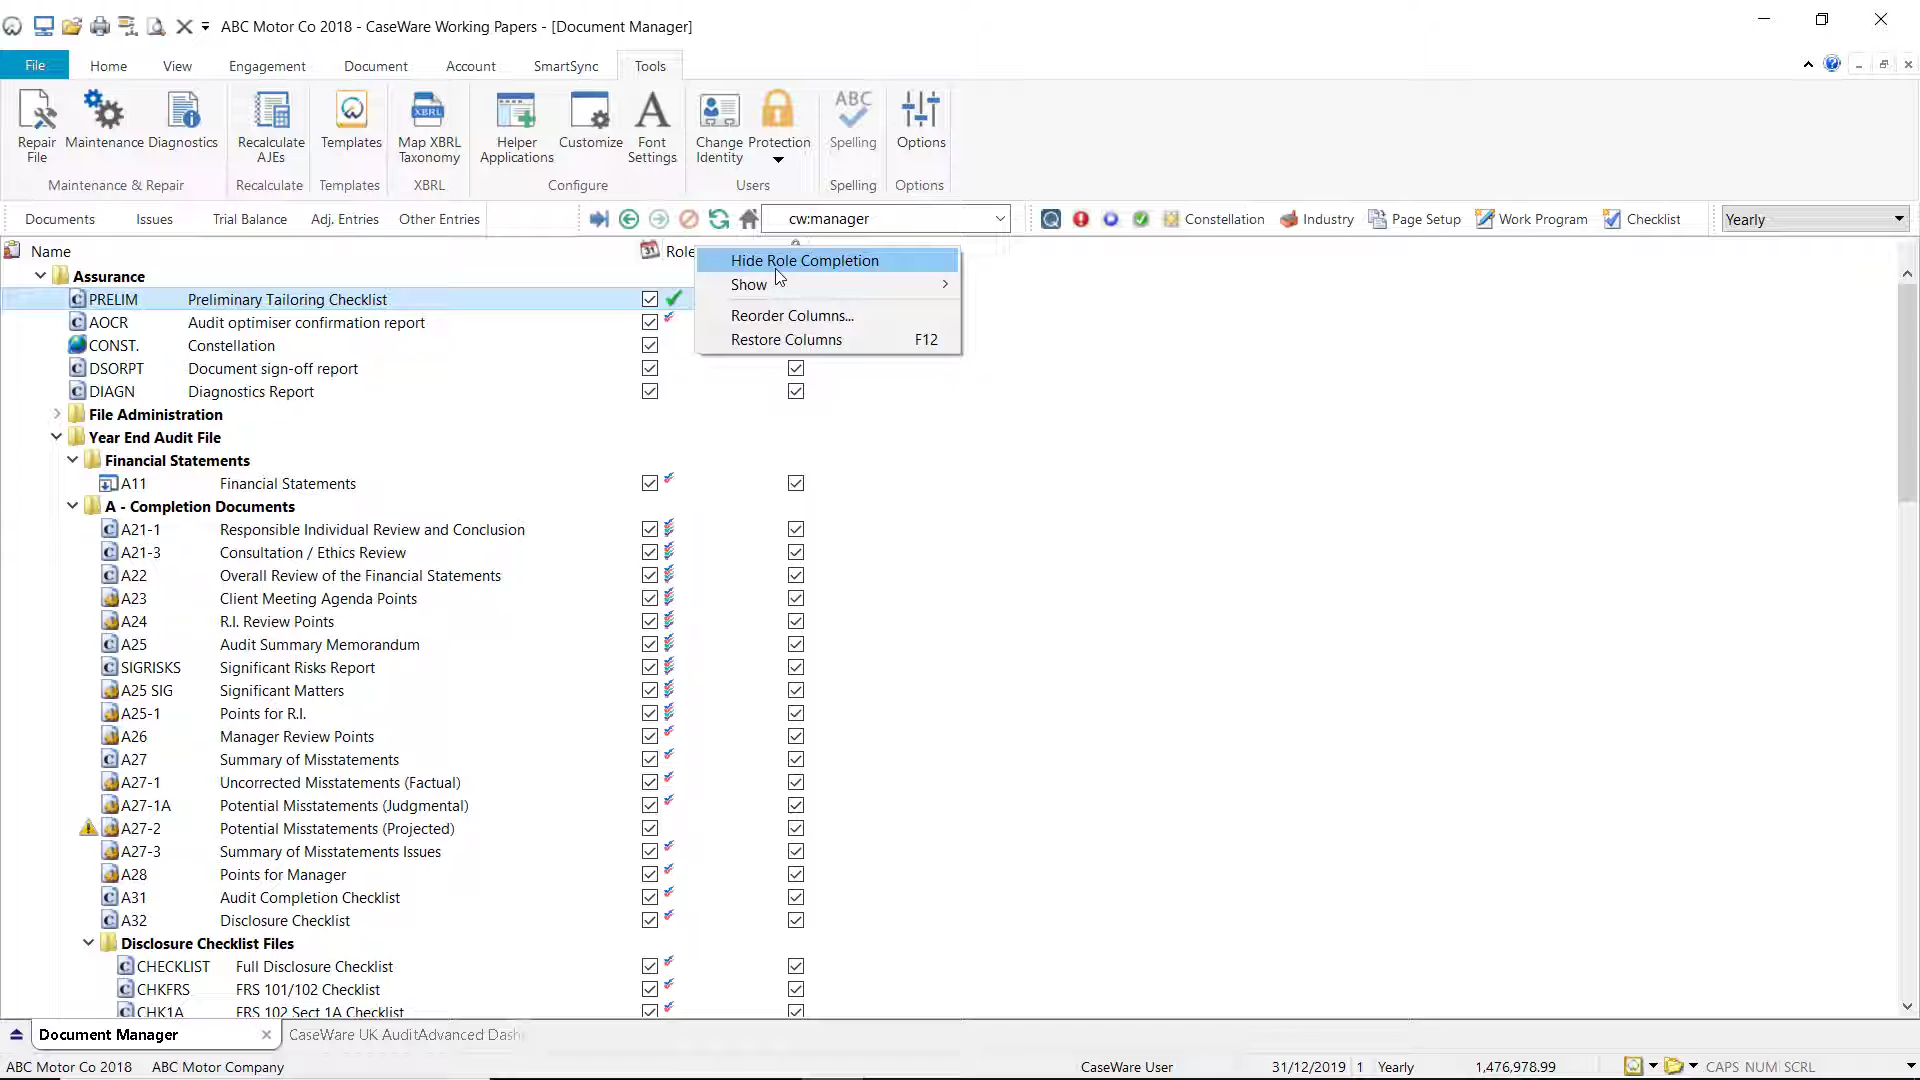 ABC Motor Co 2018 - CaseWare Working Papers - [Document Manager]
File Home View Engagement Document Account SmartSync Tools
Repair File
Maintenance
Diagnostics
Maintenance & Repair
Recalculate AJEs
Recalculate
Templates
Templates
XBRL
Map XBRL Taxonomy
XBRL
Helper Applications
Customize
Font Settings
Configure
Change Identity
Protection
Users
ABC
Spelling
Spelling
Options
Options
Documents Issues Trial Balance Adj. Entries Other Entries
cw:manager
Constellation Industry Page Setup Work Program Checklist
Yearly
Name 31 Role
Hide Role Completion
Show
Reorder Columns...
Restore Columns F12
Assurance
PRELIM Preliminary Tailoring Checklist
AOCR Audit optimiser confirmation report
CONST. Constellation
DSORPT Document sign-off report
DIAGN Diagnostics Report
File Administration
Year End Audit File
Financial Statements
A11 Financial Statements
A - Completion Documents
A21-1 Responsible Individual Review and Conclusion
A21-3 Consultation / Ethics Review
A22 Overall Review of the Financial Statements
A23 Client Meeting Agenda Points
A24 R.I. Review Points
A25 Audit Summary Memorandum
SIGRISKS Significant Risks Report
A25 SIG Significant Matters
A25-1 Points for R.I.
A26 Manager Review Points
A27 Summary of Misstatements
A27-1 Uncorrected Misstatements (Factual)
A27-1A Potential Misstatements (Judgmental)
A27-2 Potential Misstatements (Projected)
A27-3 Summary of Misstatements Issues
A28 Points for Manager
A31 Audit Completion Checklist
A32 Disclosure Checklist
Disclosure Checklist Files
CHECKLIST Full Disclosure Checklist
CHKFRS FRS 101/102 Checklist
CHK1A FRS 102 Sect 1A Checklist
Document Manager CaseWare UK AuditAdvanced Dash
ABC Motor Co 2018 ABC Motor Company CaseWare User 31/12/2019 1 Yearly 1,476,978.99 CAPS NUM SCRL